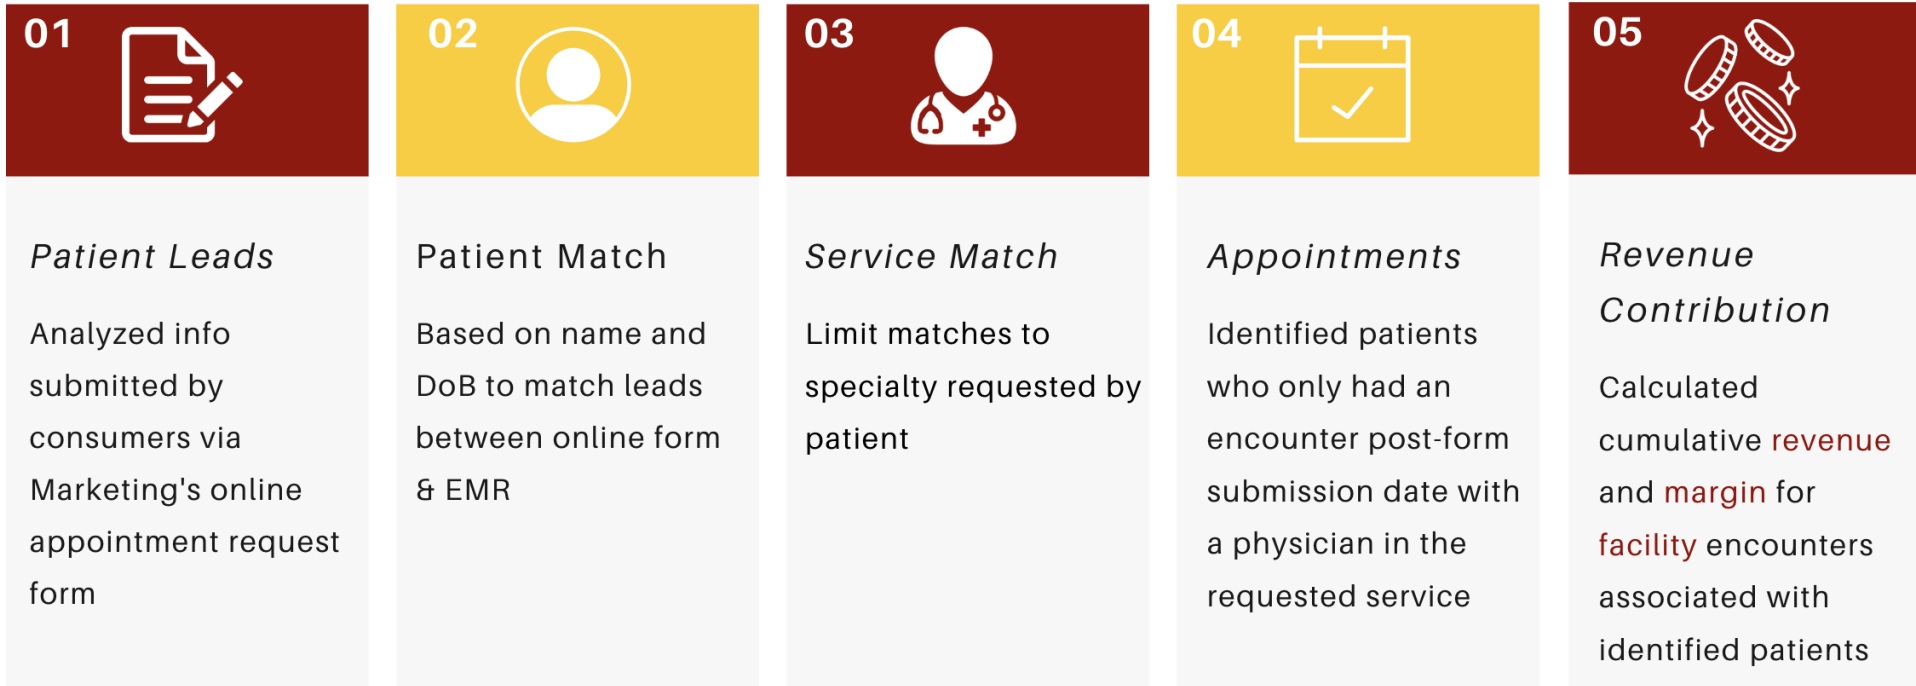 01
Patient Leads
Analyzed info
submitted by
consumers via
Marketing's online
appointment request
form
02
Patient Match
Based on name and
DoB to match leads
between online form
& EMR
03
Service Match
Limit matches to
specialty requested by
patient
04
Appointments
Identified patients
who only had an
encounter post-form
submission date with
a physician in the
requested service
05
Revenue
Contribution
Calculated
cumulative revenue
and margin for
facility encounters
associated with
identified patients